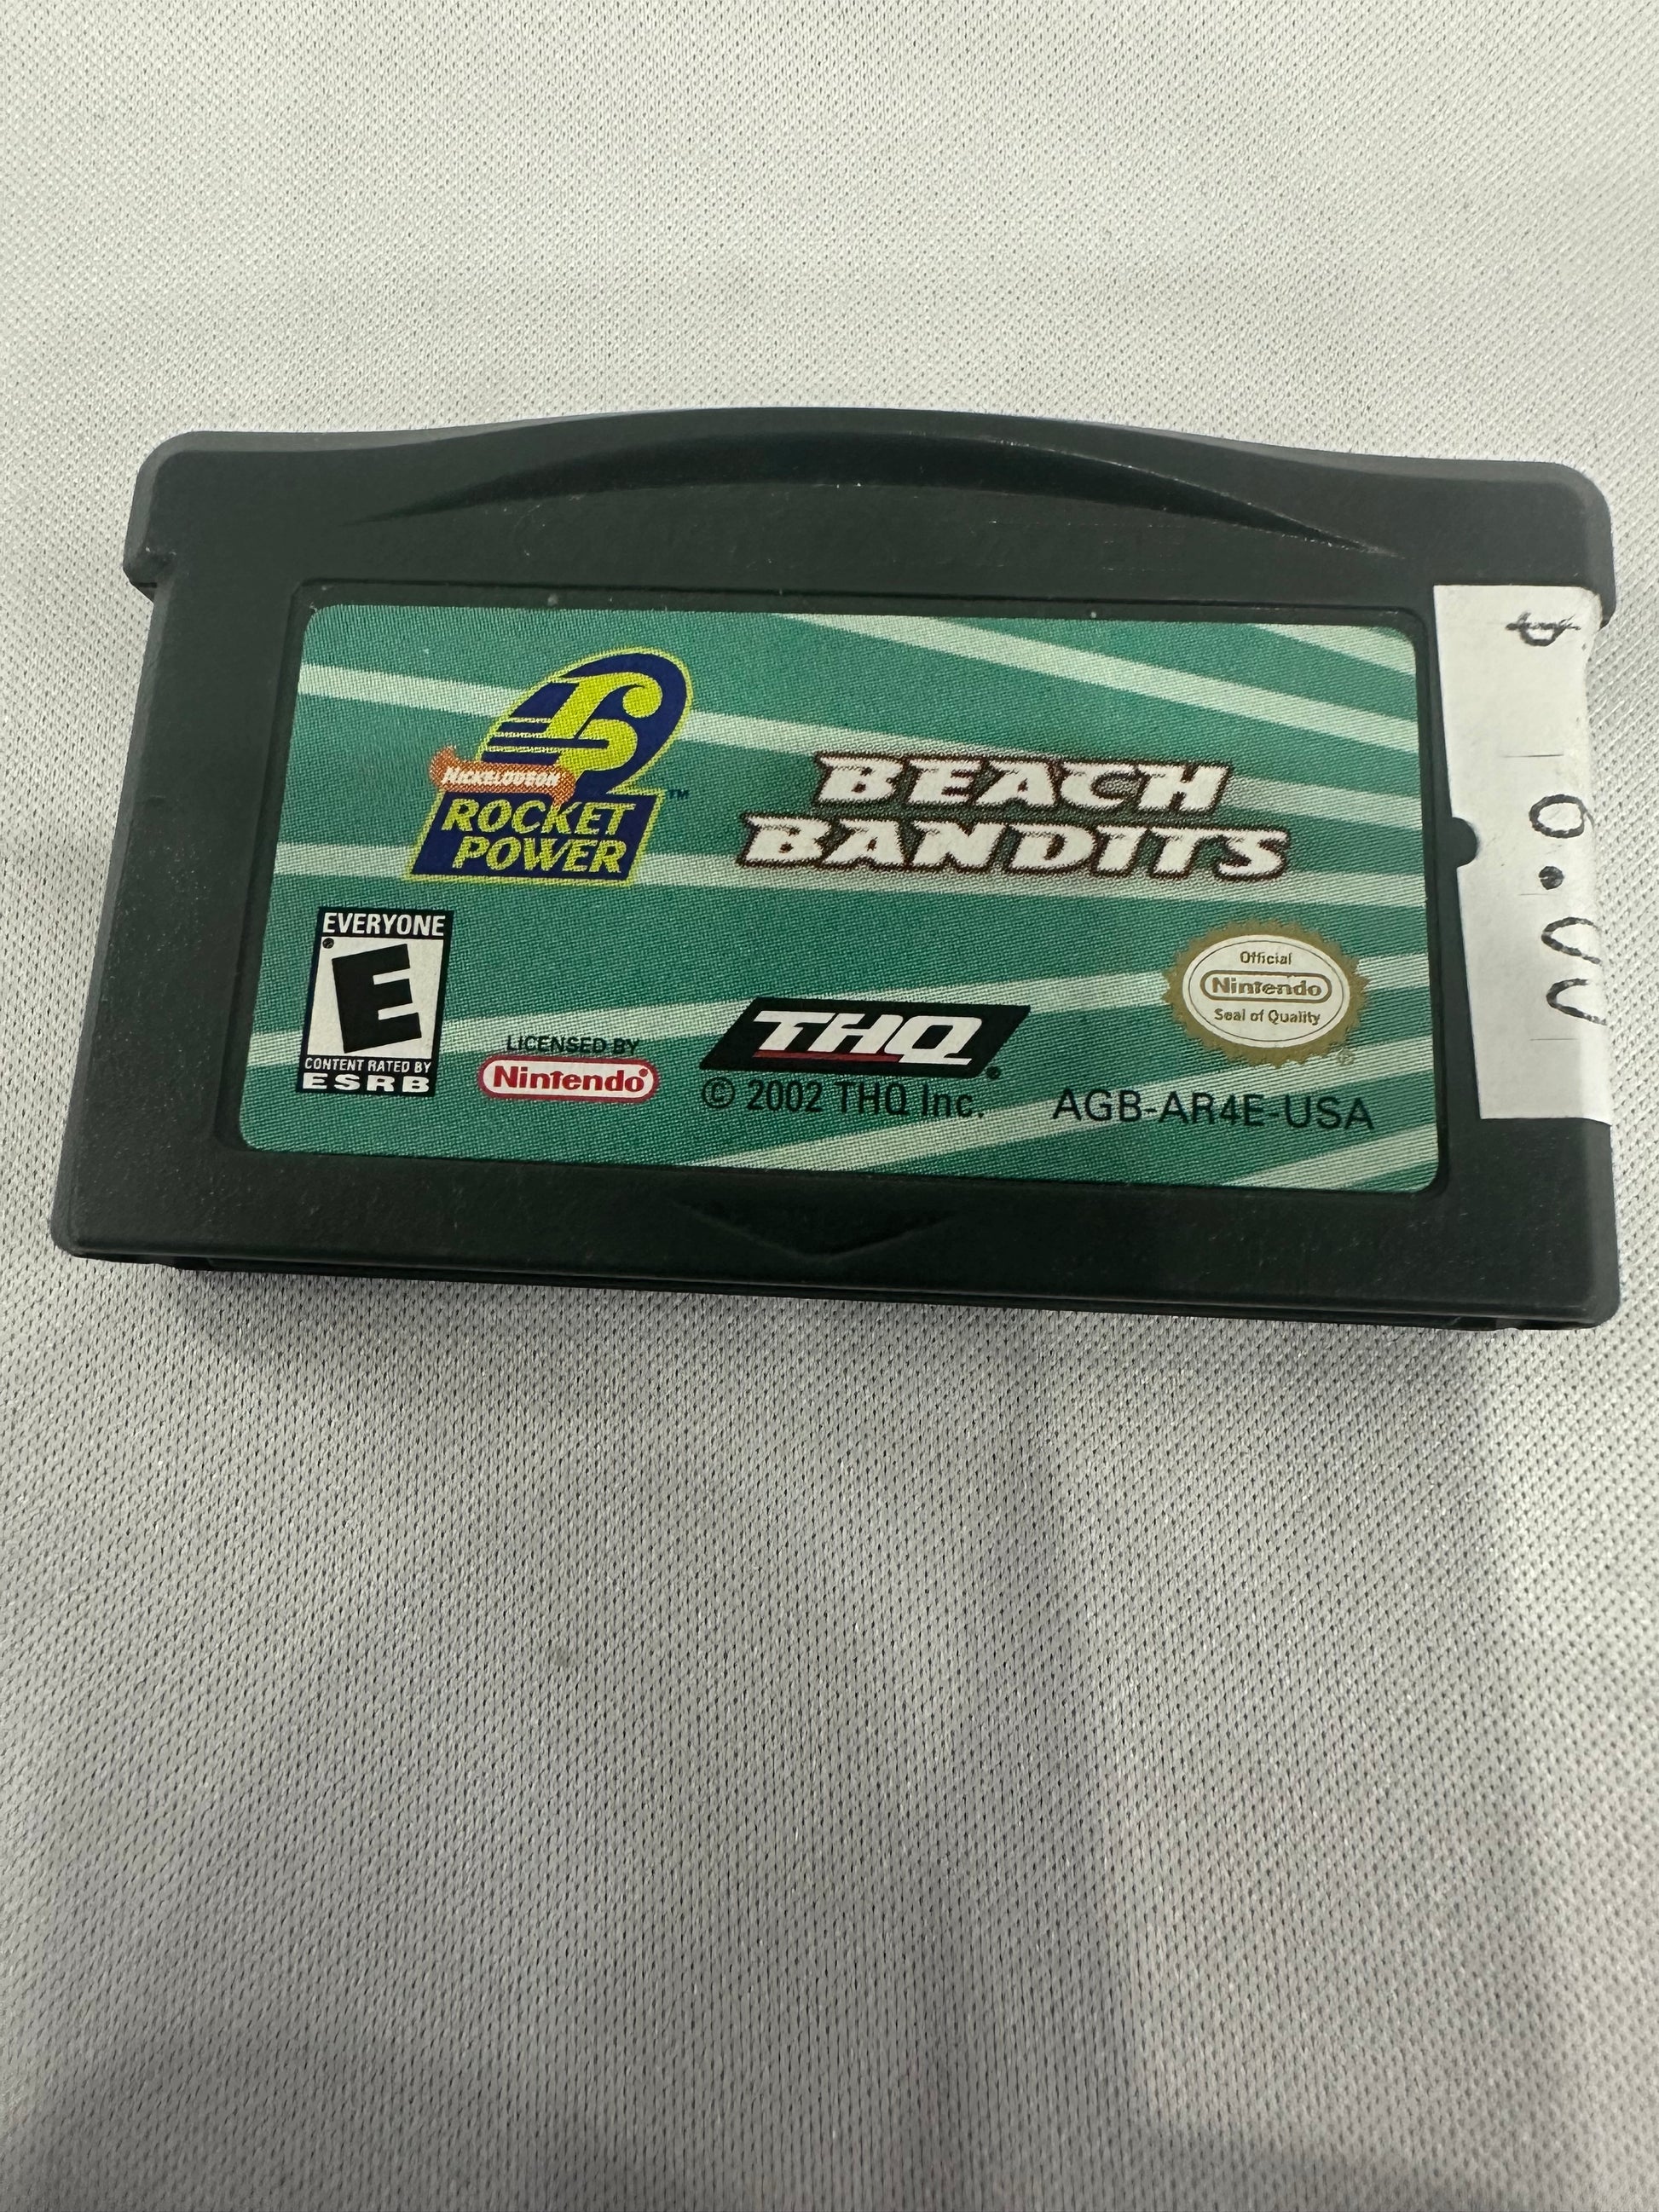 NICKELODEON
ROCKET
POWER
™
BEACH
BANDITS
EVERYONE
E
CONTENT RATED BY
ESRB
LICENSED BY
Nintendo®
THQ®
© 2002 THQ Inc.
Official
Nintendo
Seal of Quality
AGB-AR4E-USA